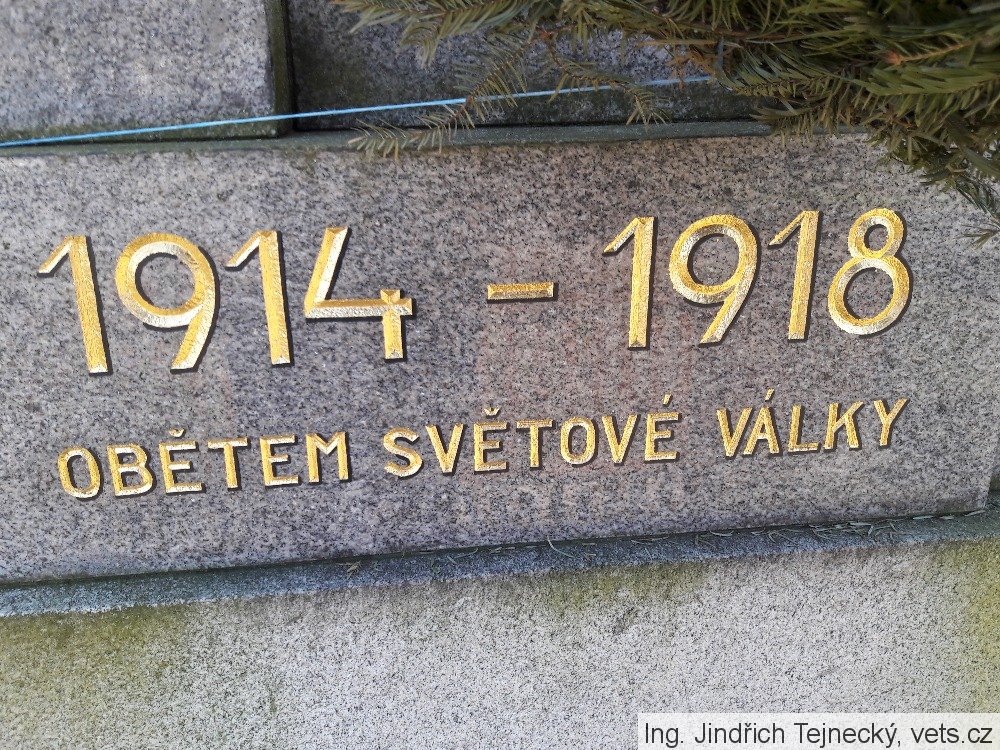 1914 - 1918
OBĚTEM SVĚTOVÉ VÁLKY
Ing. Jindřich Tejnecký, vets.cz